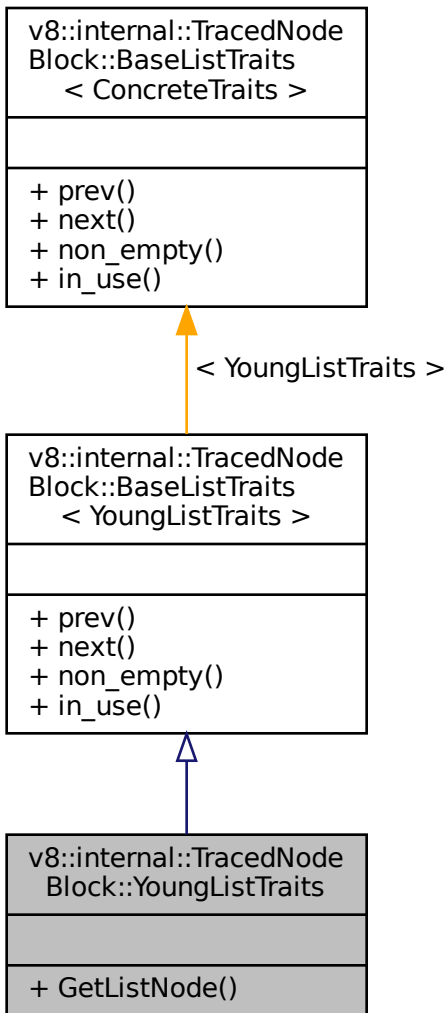 v8::internal::TracedNode
Block::BaseListTraits
< ConcreteTraits >
+ prev()
+ next()
+ non_empty()
+ in_use()
< YoungListTraits >
v8::internal::TracedNode
Block::BaseListTraits
< YoungListTraits >
+ prev()
+ next()
+ non_empty()
+ in_use()
v8::internal::TracedNode
Block::YoungListTraits
+ GetListNode()